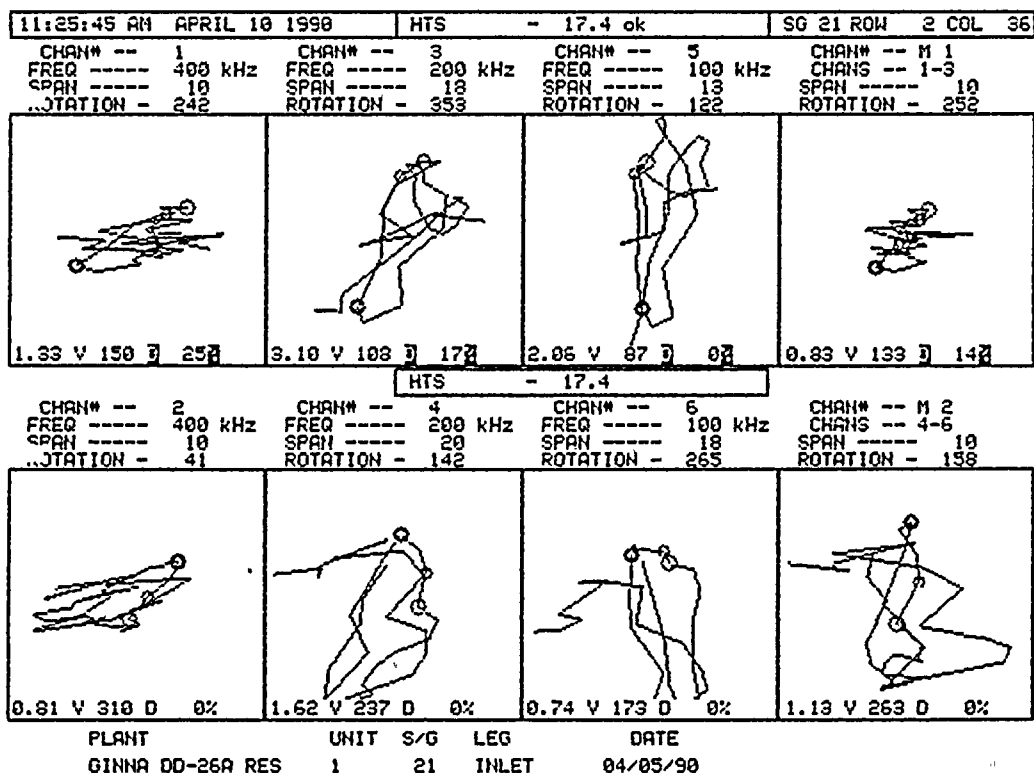 11:25:45 AM APRIL 10 1990 HTS - 17.4 ok SG 21 ROW 2 COL 36
CHAN# -- 1 CHAN# -- 3 CHAN# -- 5 CHAN# -- M 1
FREQ ----- 400 kHz FREQ ----- 200 kHz FREQ ----- 100 kHz CHANS -- 1-3
SPAN ----- 10 SPAN ----- 18 SPAN ----- 13 SPAN ----- 10
OTATION - 242 ROTATION - 353 ROTATION - 122 ROTATION - 252
1.33 V 150 3.10 V 108 2.06 V 87 0.83 V 133
HTS - 17.4
CHAN# -- 2 CHAN# -- 4 CHAN# -- 6 CHAN# -- M 2
FREQ ----- 400 kHz FREQ ----- 200 kHz FREQ ----- 100 kHz CHANS -- 4-6
SPAN ----- 10 SPAN ----- 20 SPAN ----- 18 SPAN ----- 10
OTATION - 41 ROTATION - 142 ROTATION - 265 ROTATION - 158
0.81 V 310 D 0% 1.62 V 237 D 0% 0.74 V 173 D 0% 1.13 V 263 D 0%
PLANT UNIT S/G LEG DATE
GINNA DD-26A RES 1 21 INLET 04/05/90